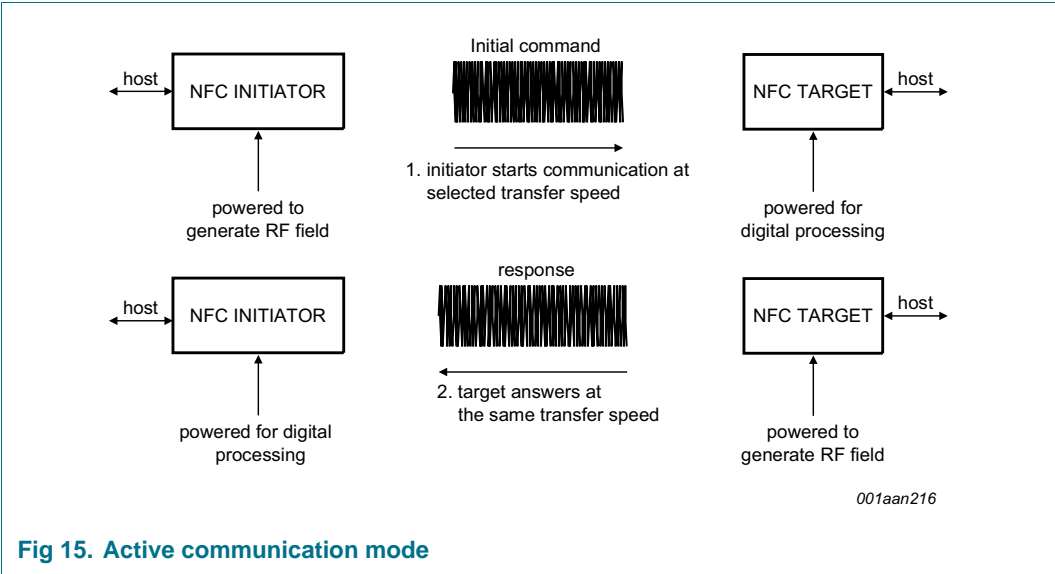 Initial command
host
NFC INITIATOR
NFC TARGET
host
1. initiator starts communication at
selected transfer speed
powered to
generate RF field
powered for
digital processing
response
host
NFC INITIATOR
NFC TARGET
host
2. target answers at
the same transfer speed
powered for digital
processing
powered to
generate RF field
001aan216
Fig 15. Active communication mode